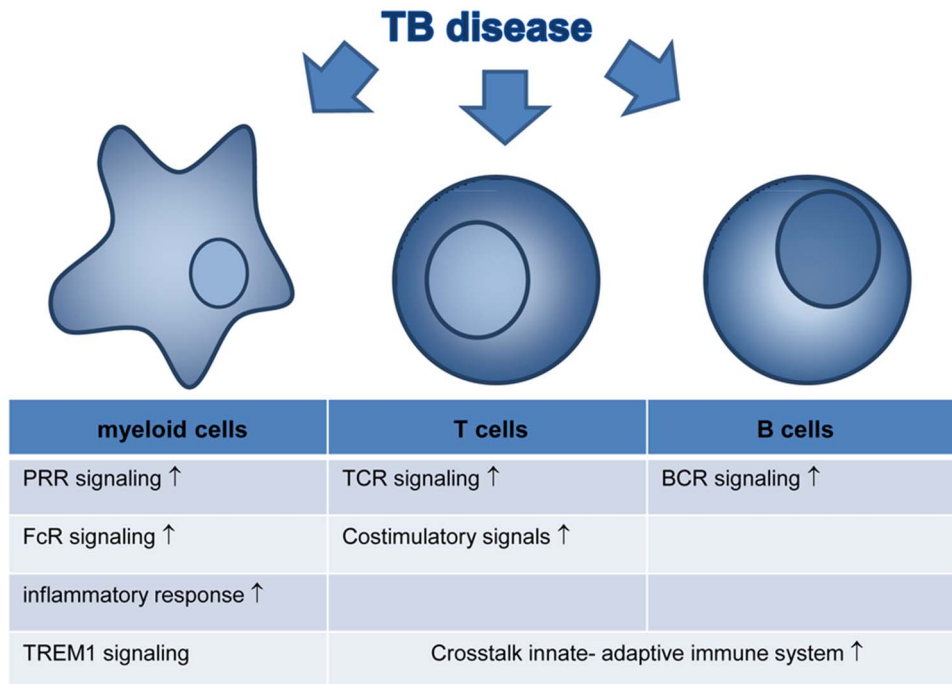 TB disease
myeloid cells T cells B cells
PRR signaling ↑ TCR signaling ↑ BCR signaling ↑
FcR signaling ↑ Costimulatory signals ↑
inflammatory response ↑
TREM1 signaling Crosstalk innate- adaptive immune system ↑